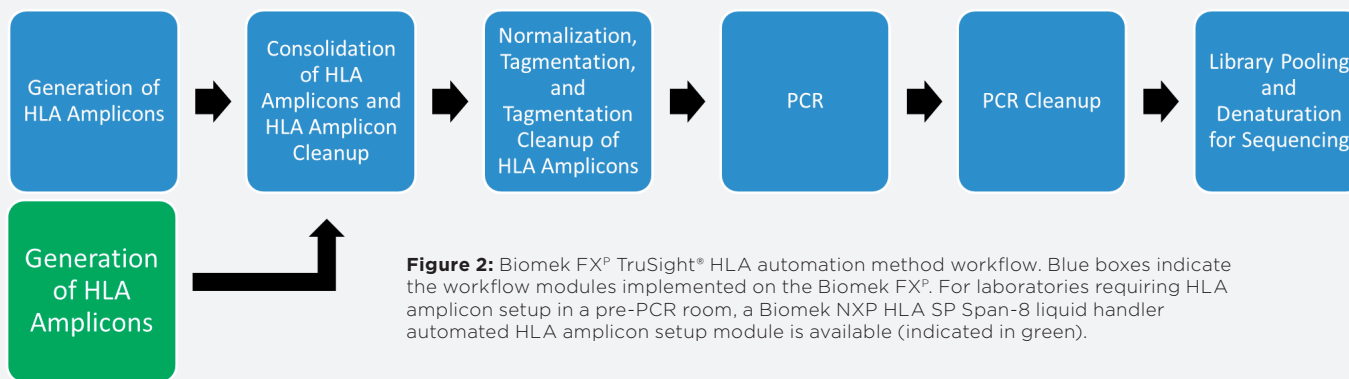 Generation of
HLA Amplicons
Consolidation
of HLA
Amplicons and
HLA Amplicon
Cleanup
Normalization,
Tagmentation,
and
Tagmentation
Cleanup of
HLA Amplicons
PCR
PCR Cleanup
Library Pooling
and
Denaturation
for Sequencing
Generation
of HLA
Amplicons
Figure 2: Biomek FXᴾ TruSight® HLA automation method workflow. Blue boxes indicate
the workflow modules implemented on the Biomek FXᴾ. For laboratories requiring HLA
amplicon setup in a pre-PCR room, a Biomek NXP HLA SP Span-8 liquid handler
automated HLA amplicon setup module is available (indicated in green).